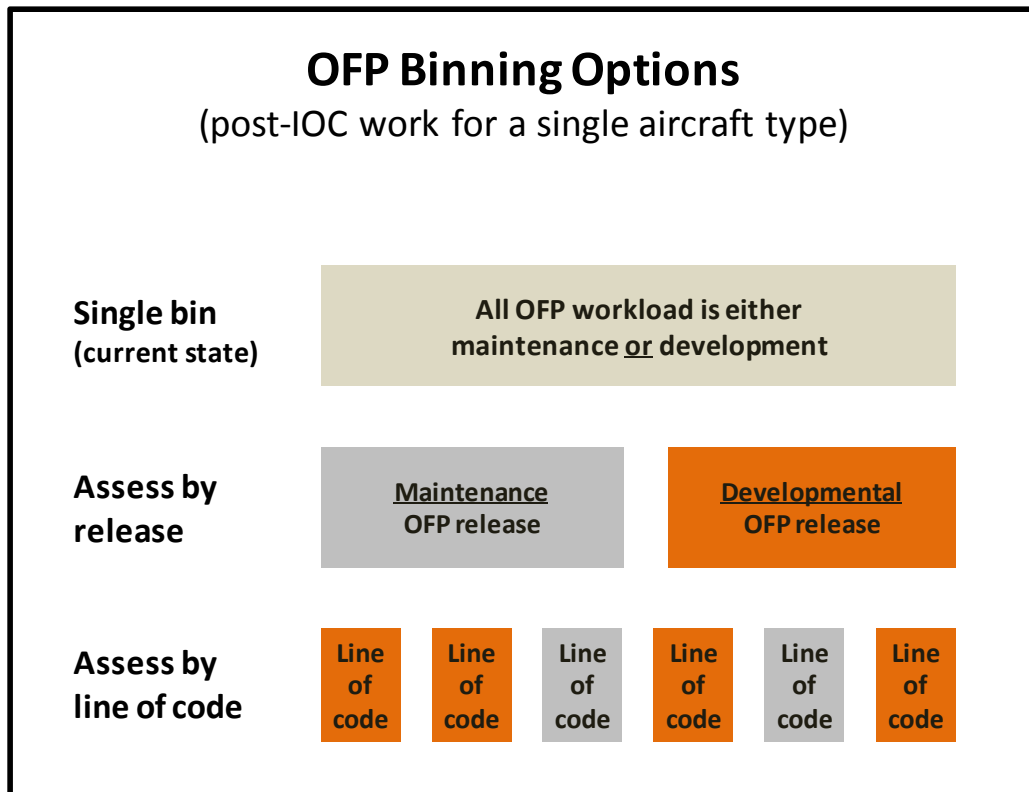 OFP Binning Options
(post-IOC work for a single aircraft type)
Single bin
(current state)
All OFP workload is either
maintenance or development
Assess by
release
Maintenance
OFP release
Developmental
OFP release
Assess by
line of code
Line
of
code
Line
of
code
Line
of
code
Line
of
code
Line
of
code
Line
of
code